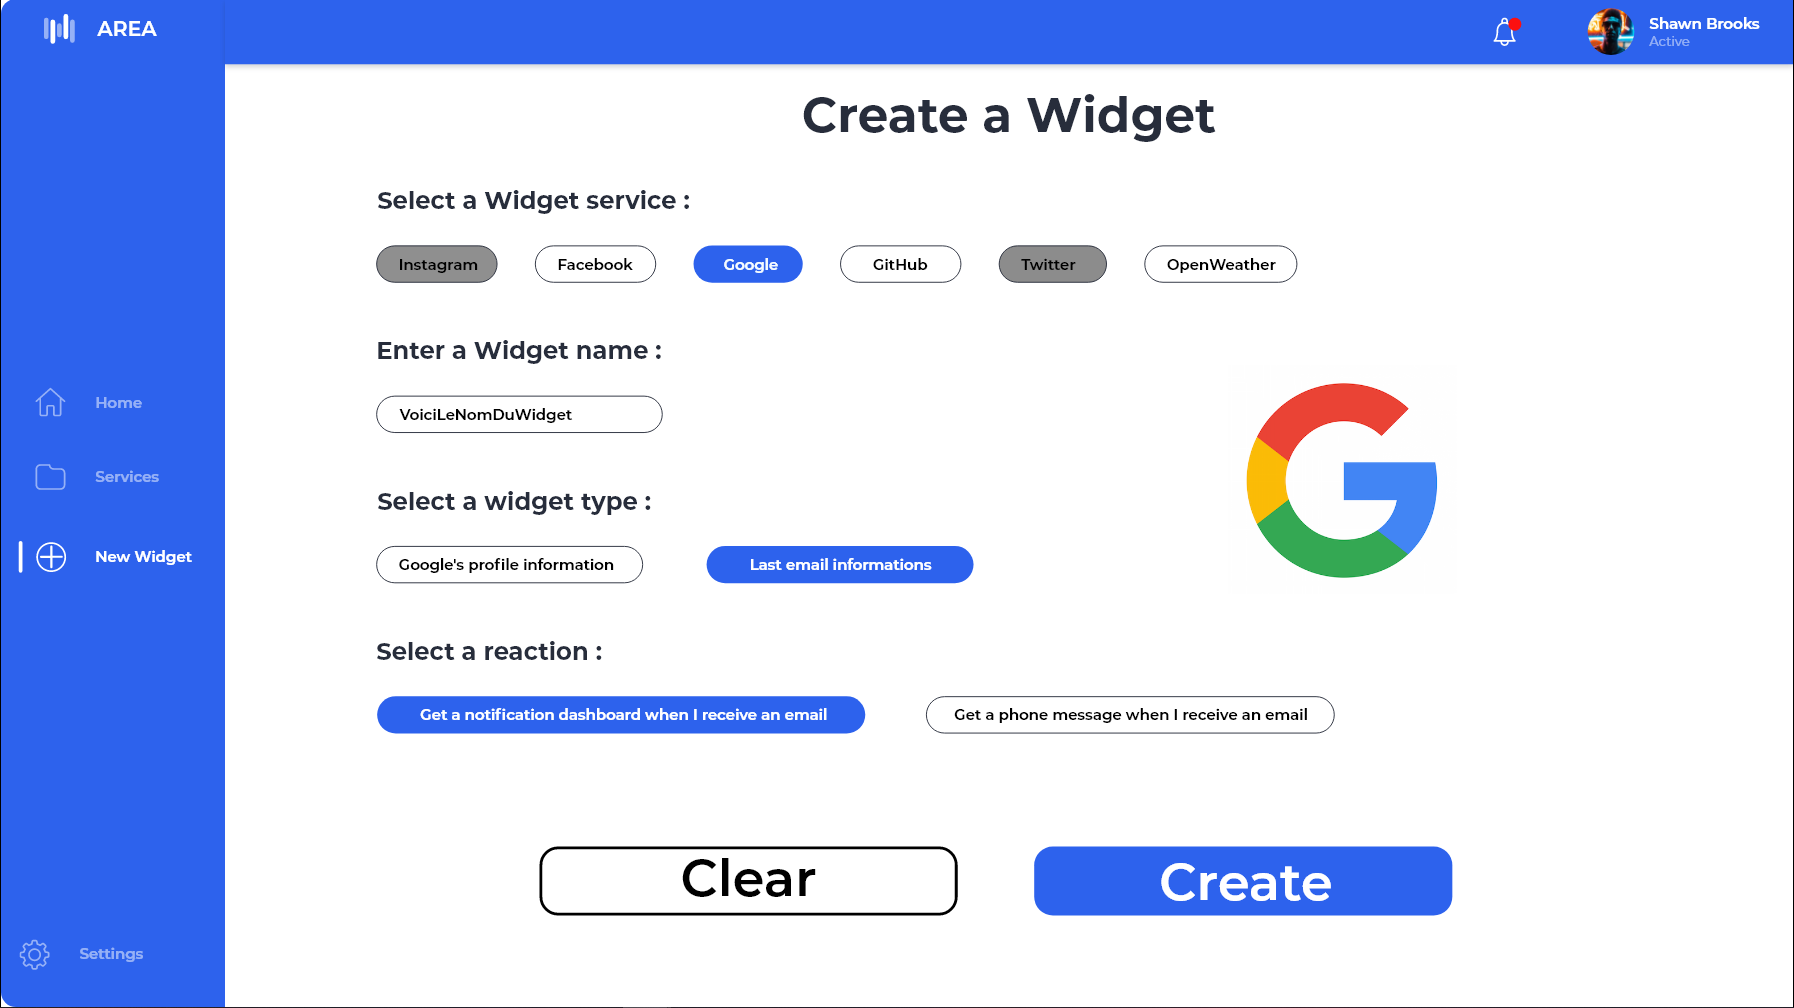 AREA
Shawn Brooks
Active
Create a Widget
Select a Widget service :
Instagram Facebook Google GitHub Twitter OpenWeather
Enter a Widget name :
VoiciLeNomDuWidget
Home
Services
Select a widget type :
New Widget
Google's profile information Last email informations
Select a reaction :
Get a notification dashboard when I receive an email Get a phone message when I receive an email
Clear Create
Settings